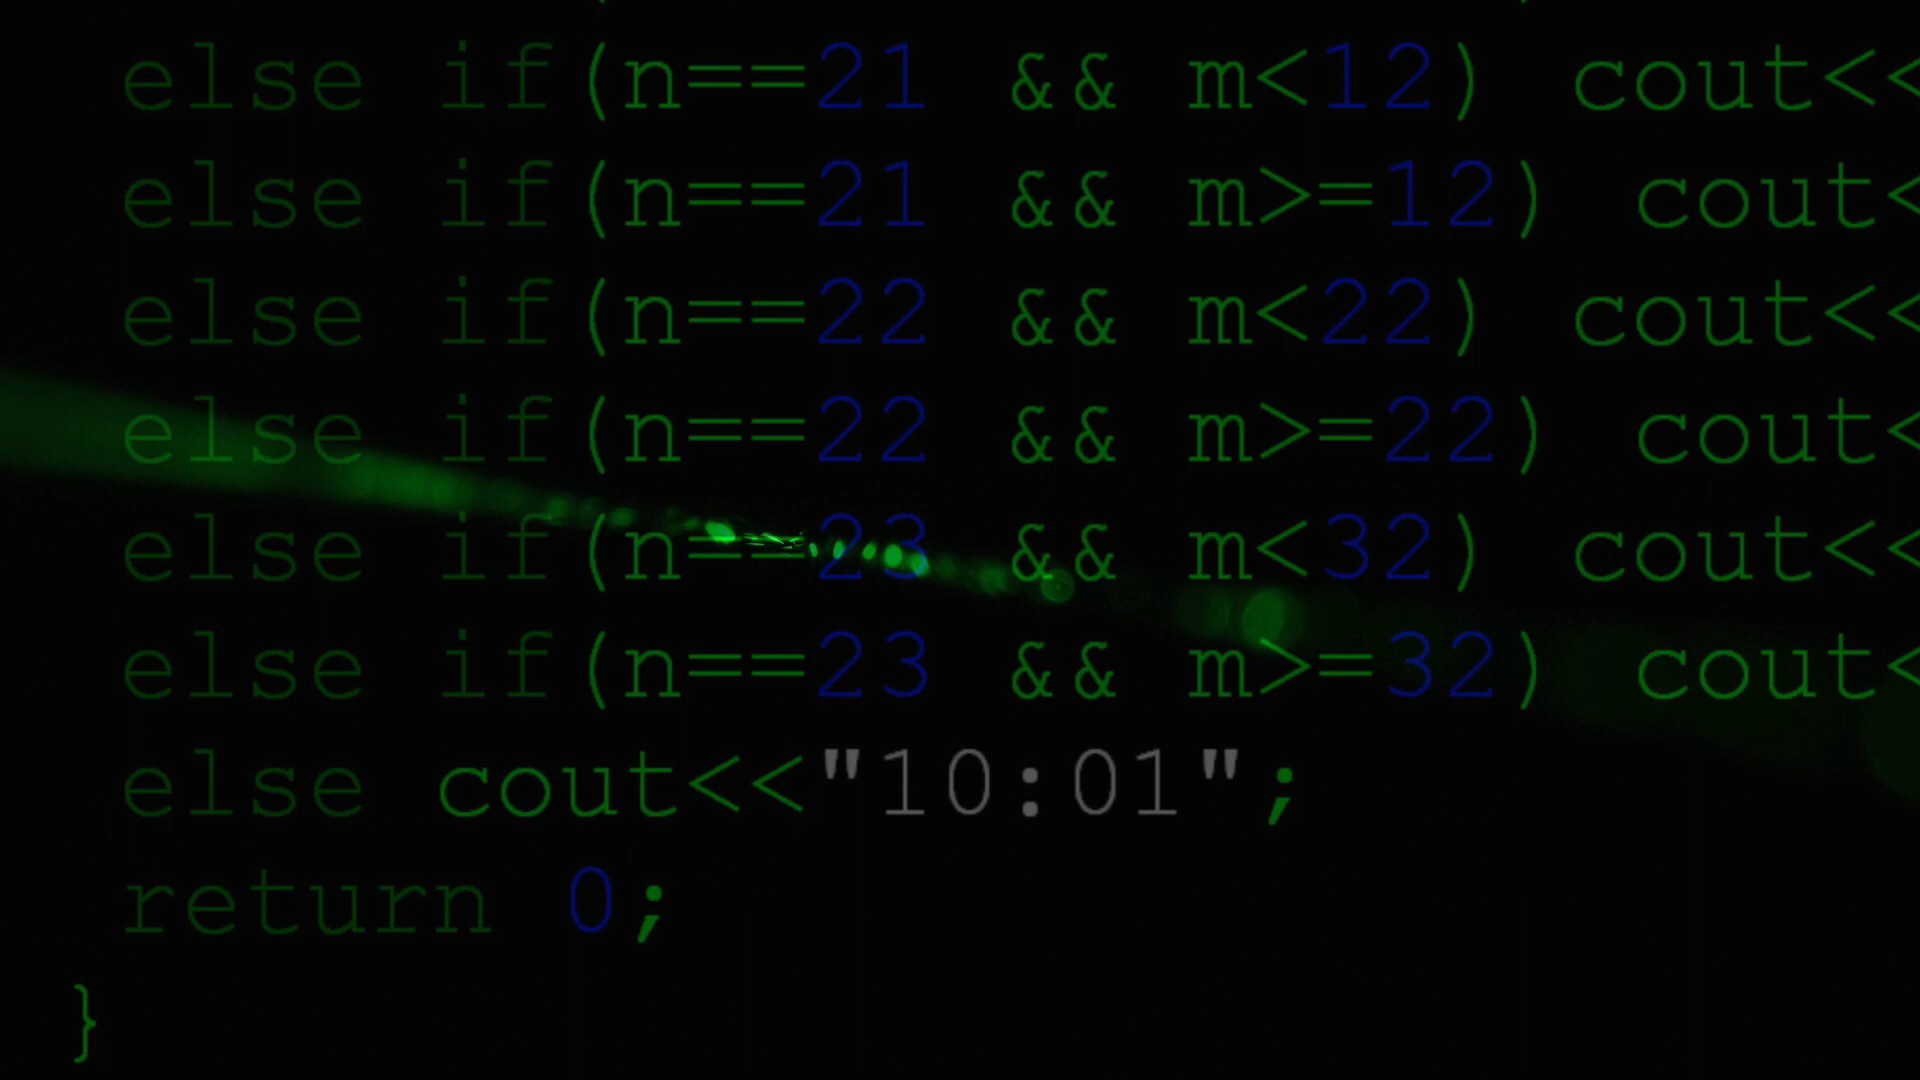 else if(n==21 && m<12) cout<<
else if(n==21 && m>=12) cout<
else if(n==22 && m<22) cout<<
else if(n==22 && m>=22) cout<
else if(n==23 && m<32) cout<<
else if(n==23 && m>=32) cout<
else cout<<"10:01";
return 0;
}